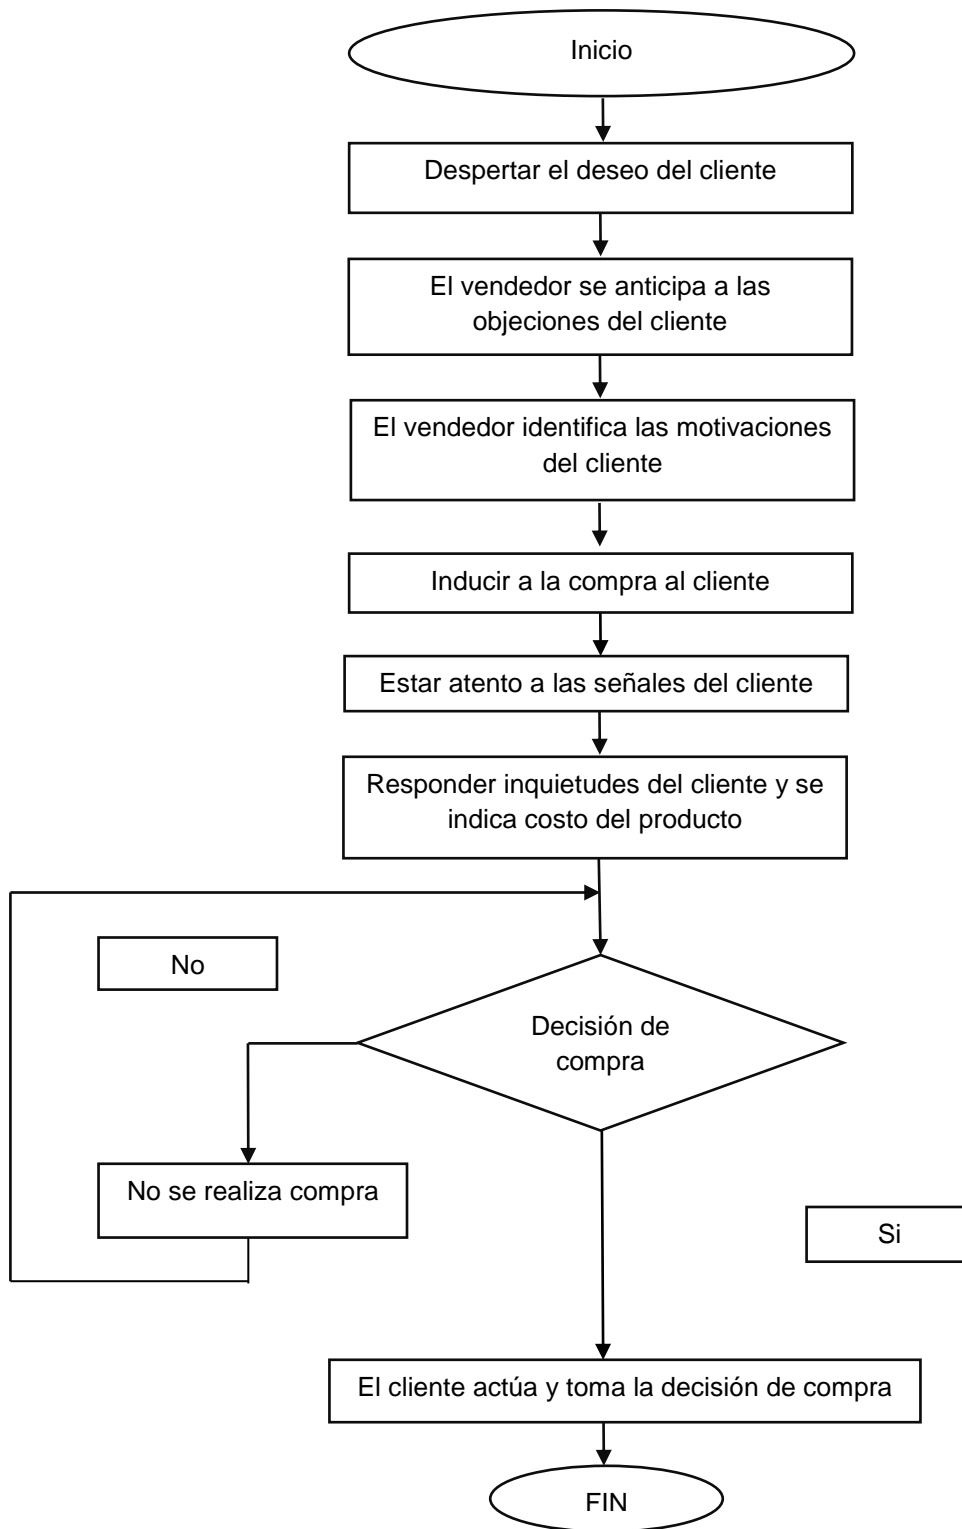 Inicio
Despertar el deseo del cliente
El vendedor se anticipa a las
objeciones del cliente
El vendedor identifica las motivaciones
del cliente
Inducir a la compra al cliente
Estar atento a las señales del cliente
Responder inquietudes del cliente y se
indica costo del producto
No
Decisión de
compra
No se realiza compra
Si
El cliente actúa y toma la decisión de compra
FIN